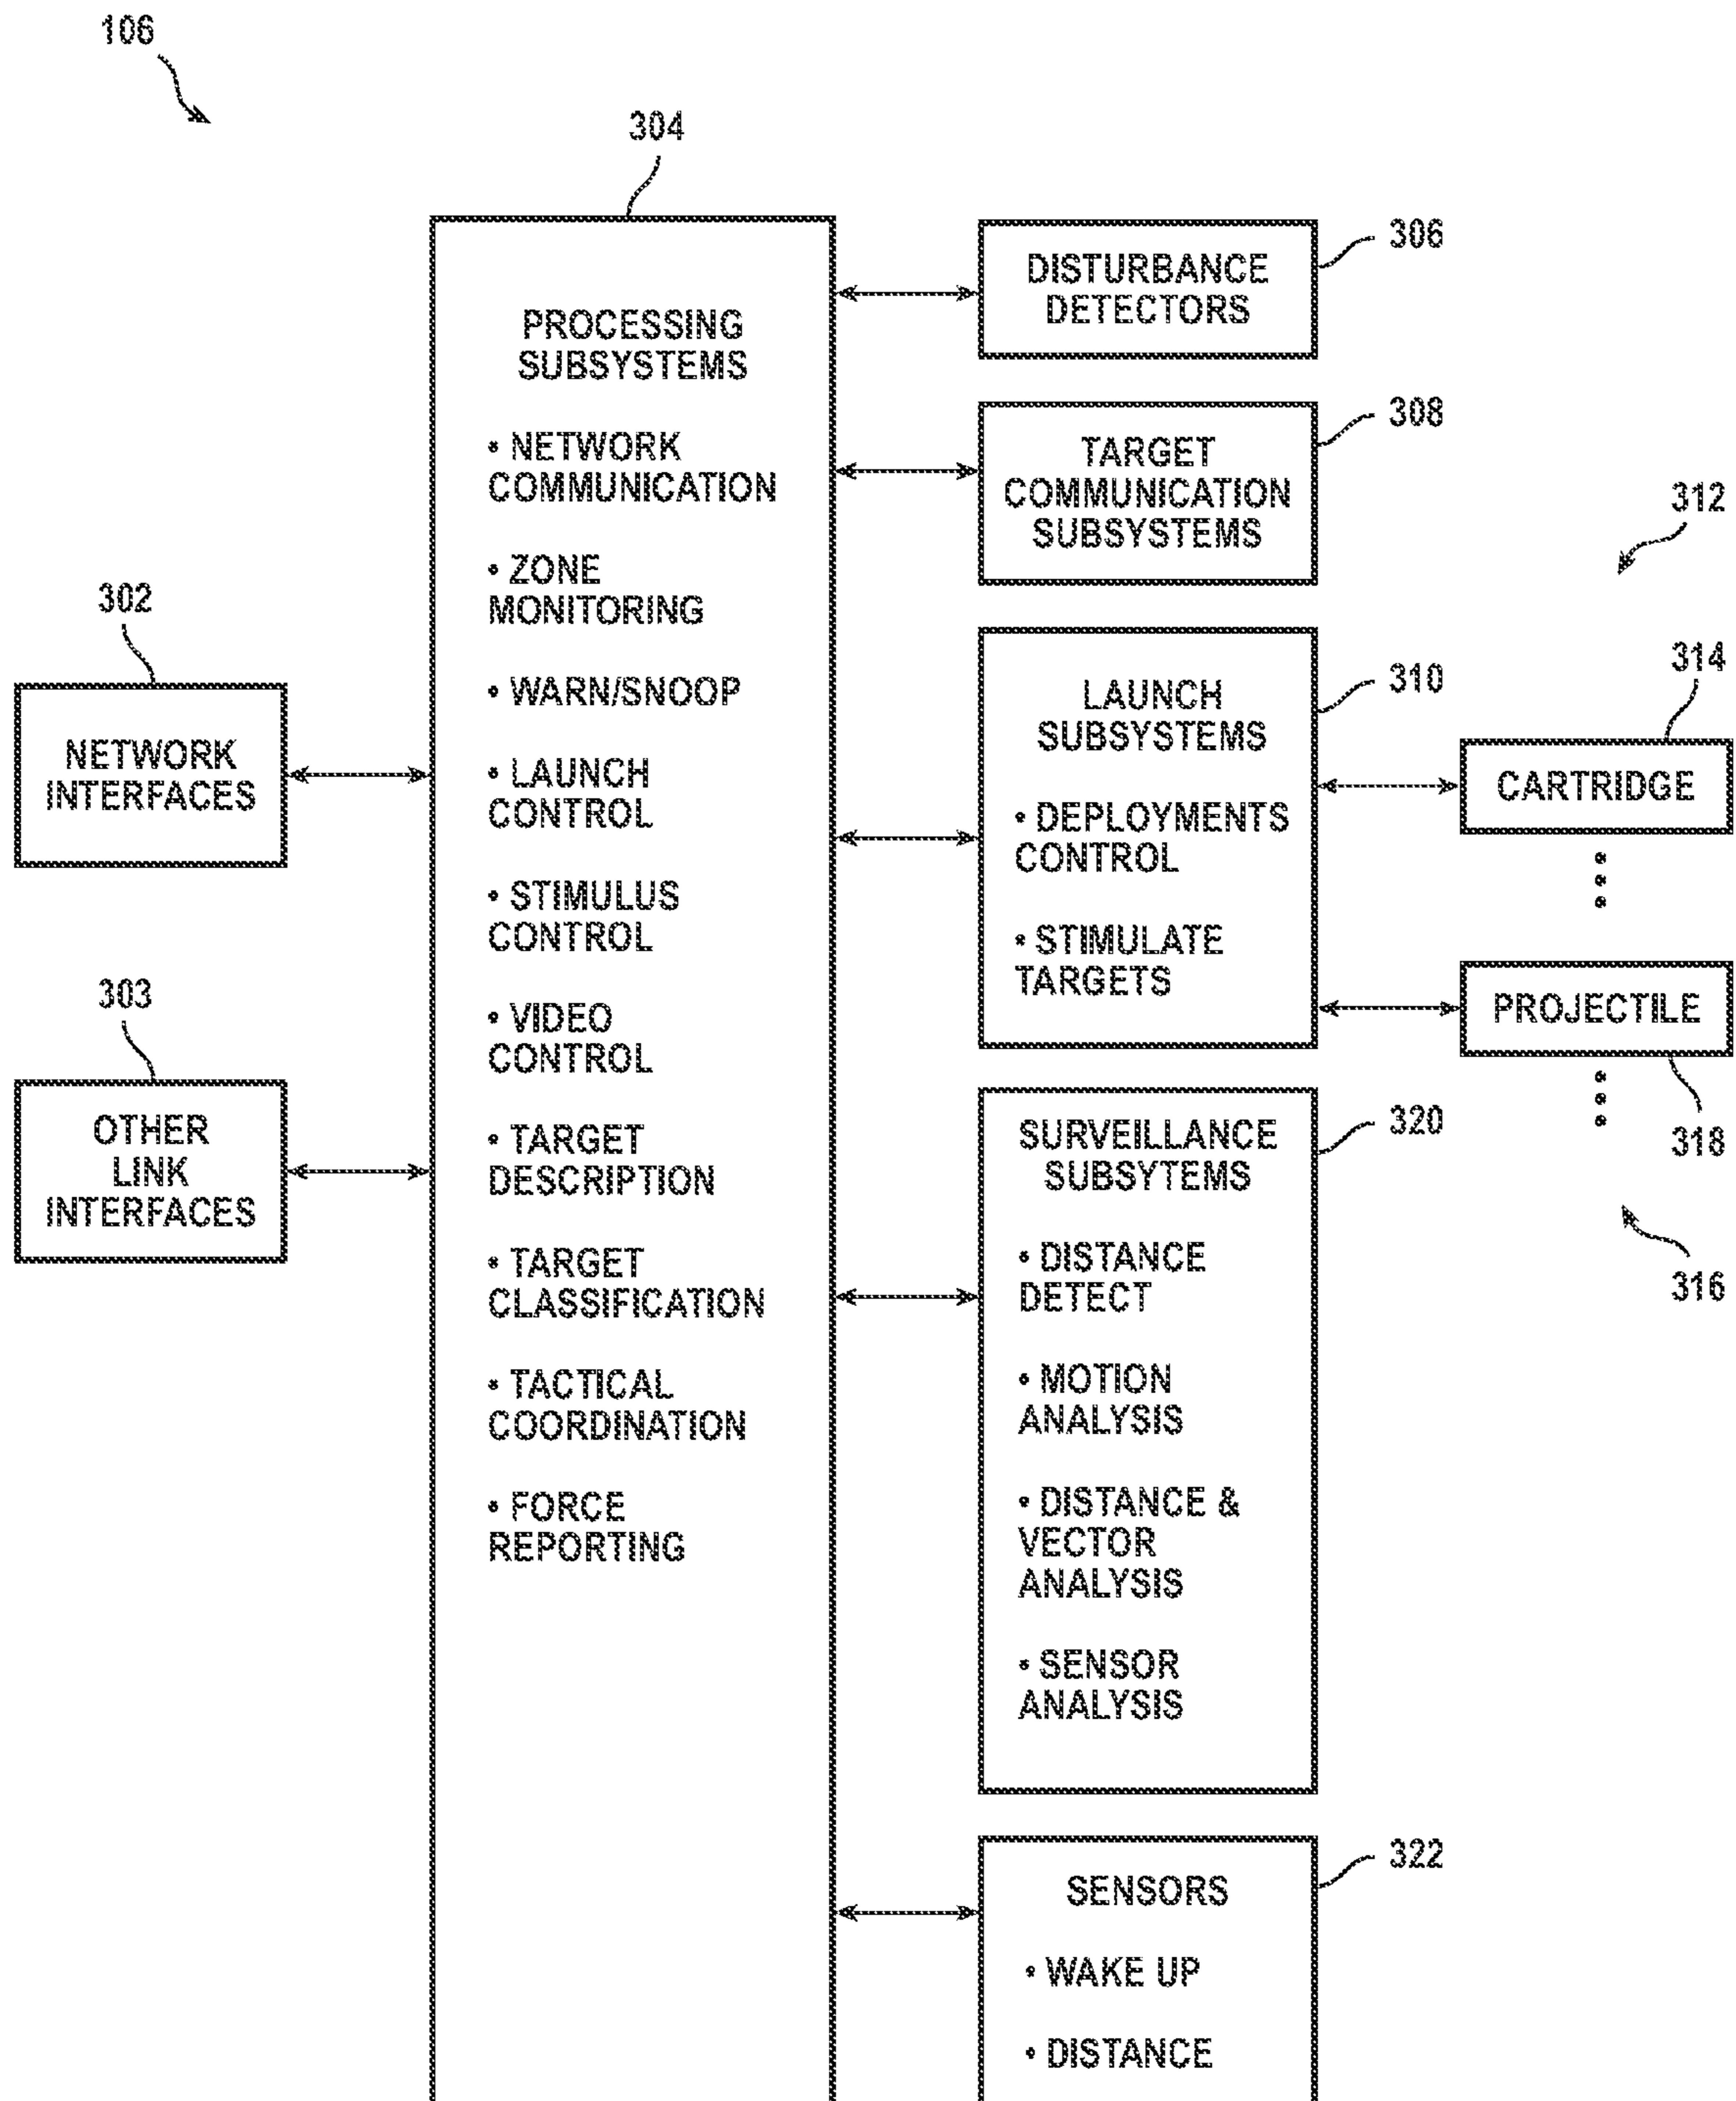 106
304
PROCESSING
SUBSYSTEMS
• NETWORK
COMMUNICATION
• ZONE
MONITORING
• WARN/SNOOP
• LAUNCH
CONTROL
• STIMULUS
CONTROL
• VIDEO
CONTROL
• TARGET
DESCRIPTION
• TARGET
CLASSIFICATION
• TACTICAL
COORDINATION
• FORCE
REPORTING
302
NETWORK
INTERFACES
303
OTHER
LINK
INTERFACES
306
DISTURBANCE
DETECTORS
308
TARGET
COMMUNICATION
SUBSYSTEMS
310
LAUNCH
SUBSYSTEMS
• DEPLOYMENTS
CONTROL
• STIMULATE
TARGETS
312
314
CARTRIDGE
PROJECTILE
318
316
320
SURVEILLANCE
SUBSYTEMS
• DISTANCE
DETECT
• MOTION
ANALYSIS
• DISTANCE &
VECTOR
ANALYSIS
• SENSOR
ANALYSIS
322
SENSORS
• WAKE UP
• DISTANCE